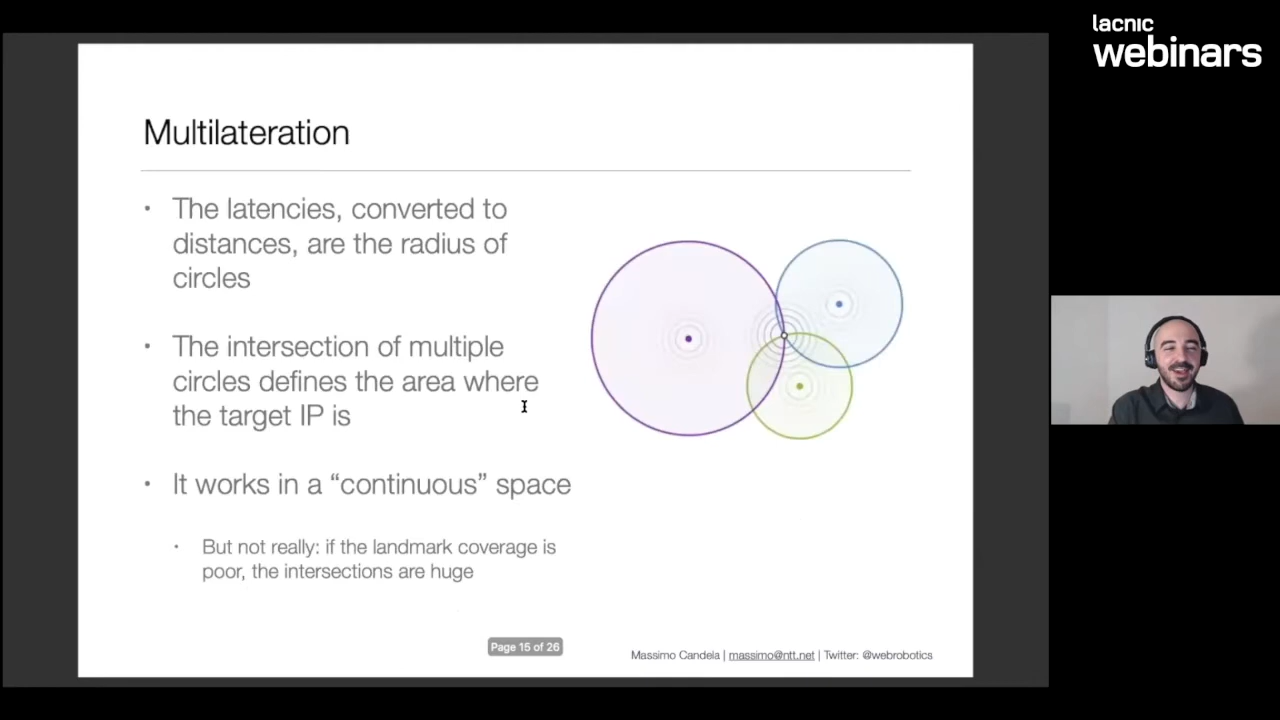 lacnic
webinars
Multilateration
• The latencies, converted to
distances, are the radius of
circles
• The intersection of multiple
circles defines the area where
the target IP is
• It works in a “continuous” space
• But not really: if the landmark coverage is
poor, the intersections are huge
Page 15 of 26
Massimo Candela | massimo@ntt.net | Twitter: @webrobotics